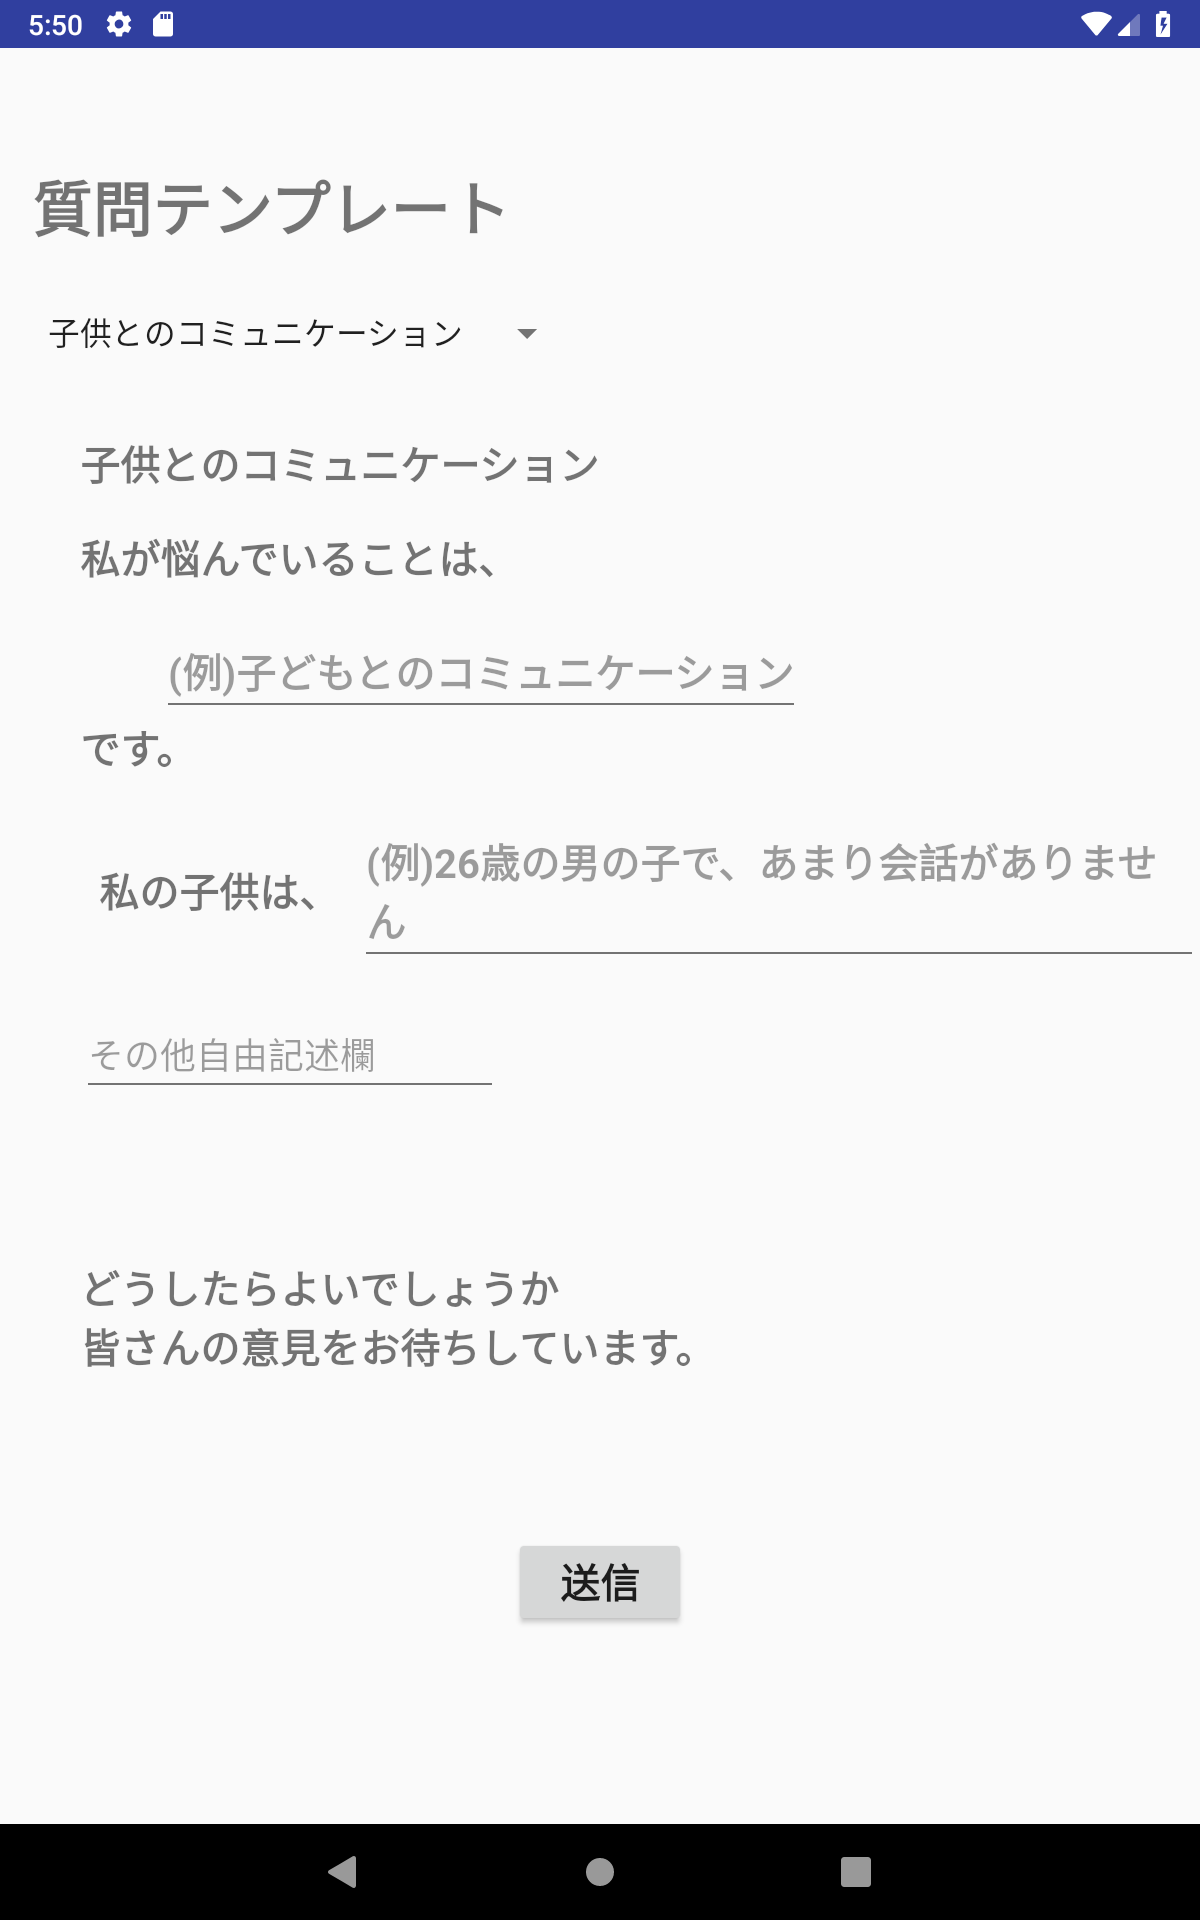 5:50
質問テンプレート
子供とのコミュニケーション
子供とのコミュニケーション
私が悩んでいることは、
(例)子どもとのコミュニケーション
です。
私の子供は、
(例)26歳の男の子で、あまり会話がありませ
ん
その他自由記述欄
どうしたらよいでしょうか
皆さんの意見をお待ちしています。
送信